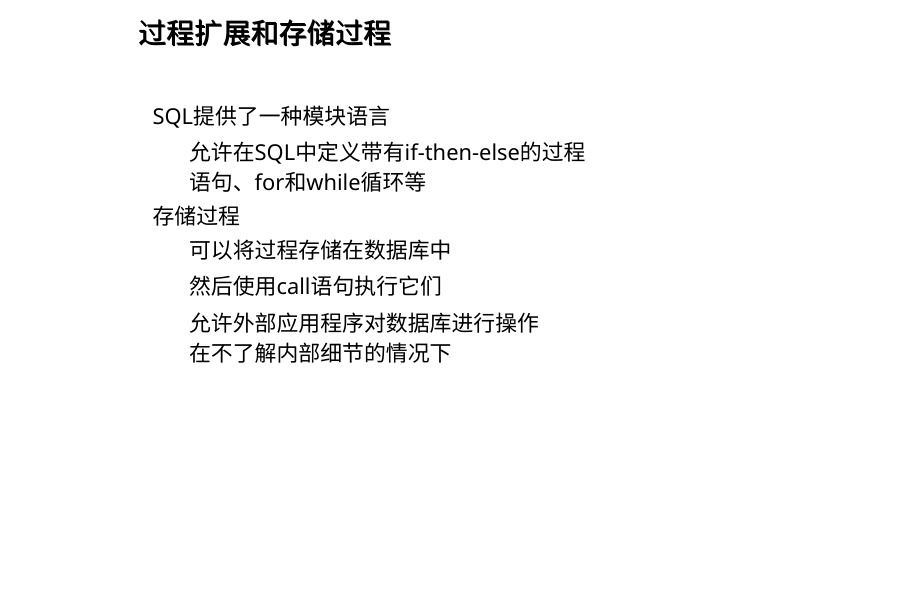 过程扩展和存储过程
SQL提供了一种模块语言
允许在SQL中定义带有if-then-else的过程
语句、for和while循环等
存储过程
可以将过程存储在数据库中
然后使用call语句执行它们
允许外部应用程序对数据库进行操作
在不了解内部细节的情况下